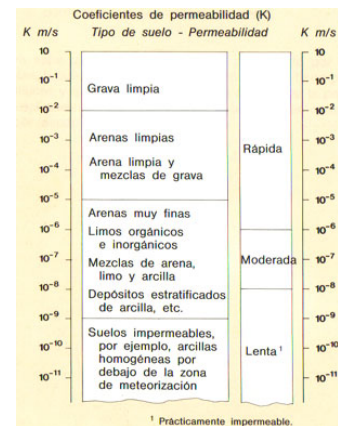 Coeficientes de permeabilidad (K)
K m/s Tipo de suelo - Permeabilidad K m/s
10 10
10⁻¹ 10⁻¹
Grava limpia
10⁻² 10⁻²
Arenas limpias
10⁻³ 10⁻³
Rápida
Arena limpia y
mezclas de grava
10⁻⁴ 10⁻⁴
10⁻⁵ 10⁻⁵
Arenas muy finas
10⁻⁶ 10⁻⁶
Limos orgánicos
e inorgánicos
10⁻⁷ Moderada 10⁻⁷
Mezclas de arena,
limo y arcilla
10⁻⁸ 10⁻⁸
Depósitos estratificados
de arcilla, etc.
10⁻⁹ 10⁻⁹
Suelos impermeables,
por ejemplo, arcillas
homogéneas por
debajo de la zona
de meteorización
10⁻¹⁰ Lenta ¹ 10⁻¹⁰
10⁻¹¹ 10⁻¹¹
¹ Prácticamente impermeable.